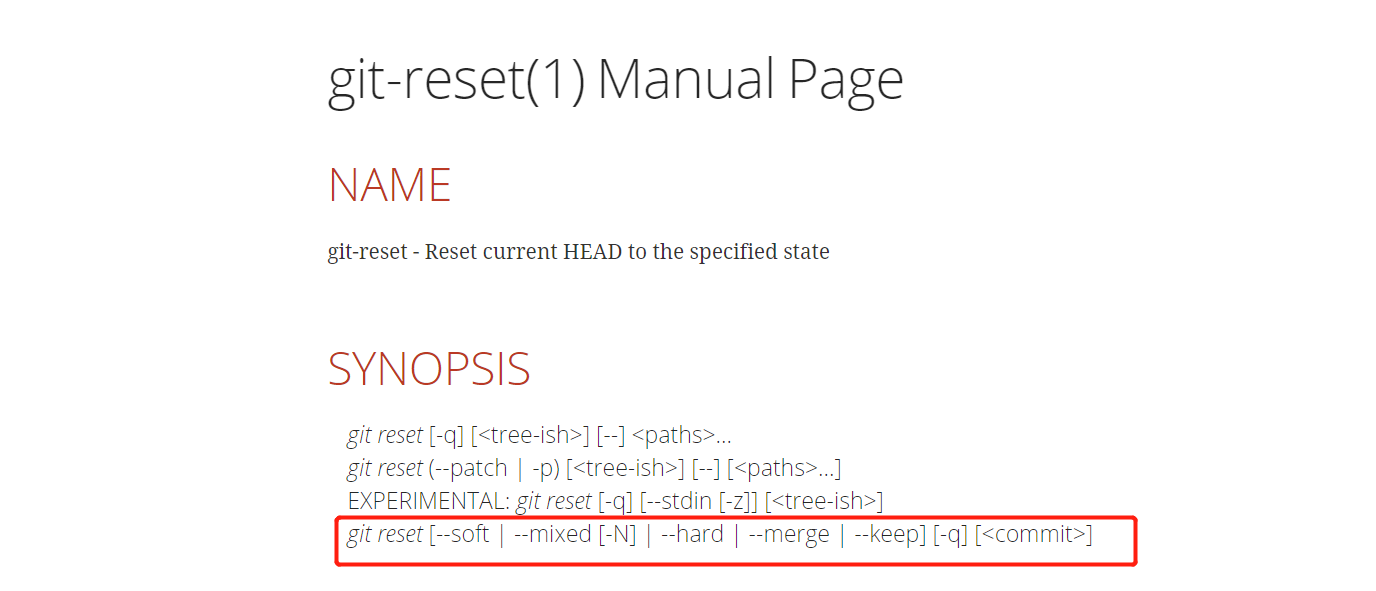 git-reset(1) Manual Page
NAME
git-reset - Reset current HEAD to the specified state
SYNOPSIS
git reset [-q] [<tree-ish>] [--] <paths>...
git reset (--patch | -p) [<tree-ish>] [--] [<paths>...]
EXPERIMENTAL: git reset [-q] [--stdin [-z]] [<tree-ish>]
git reset [--soft | --mixed [-N] | --hard | --merge | --keep] [-q] [<commit>]